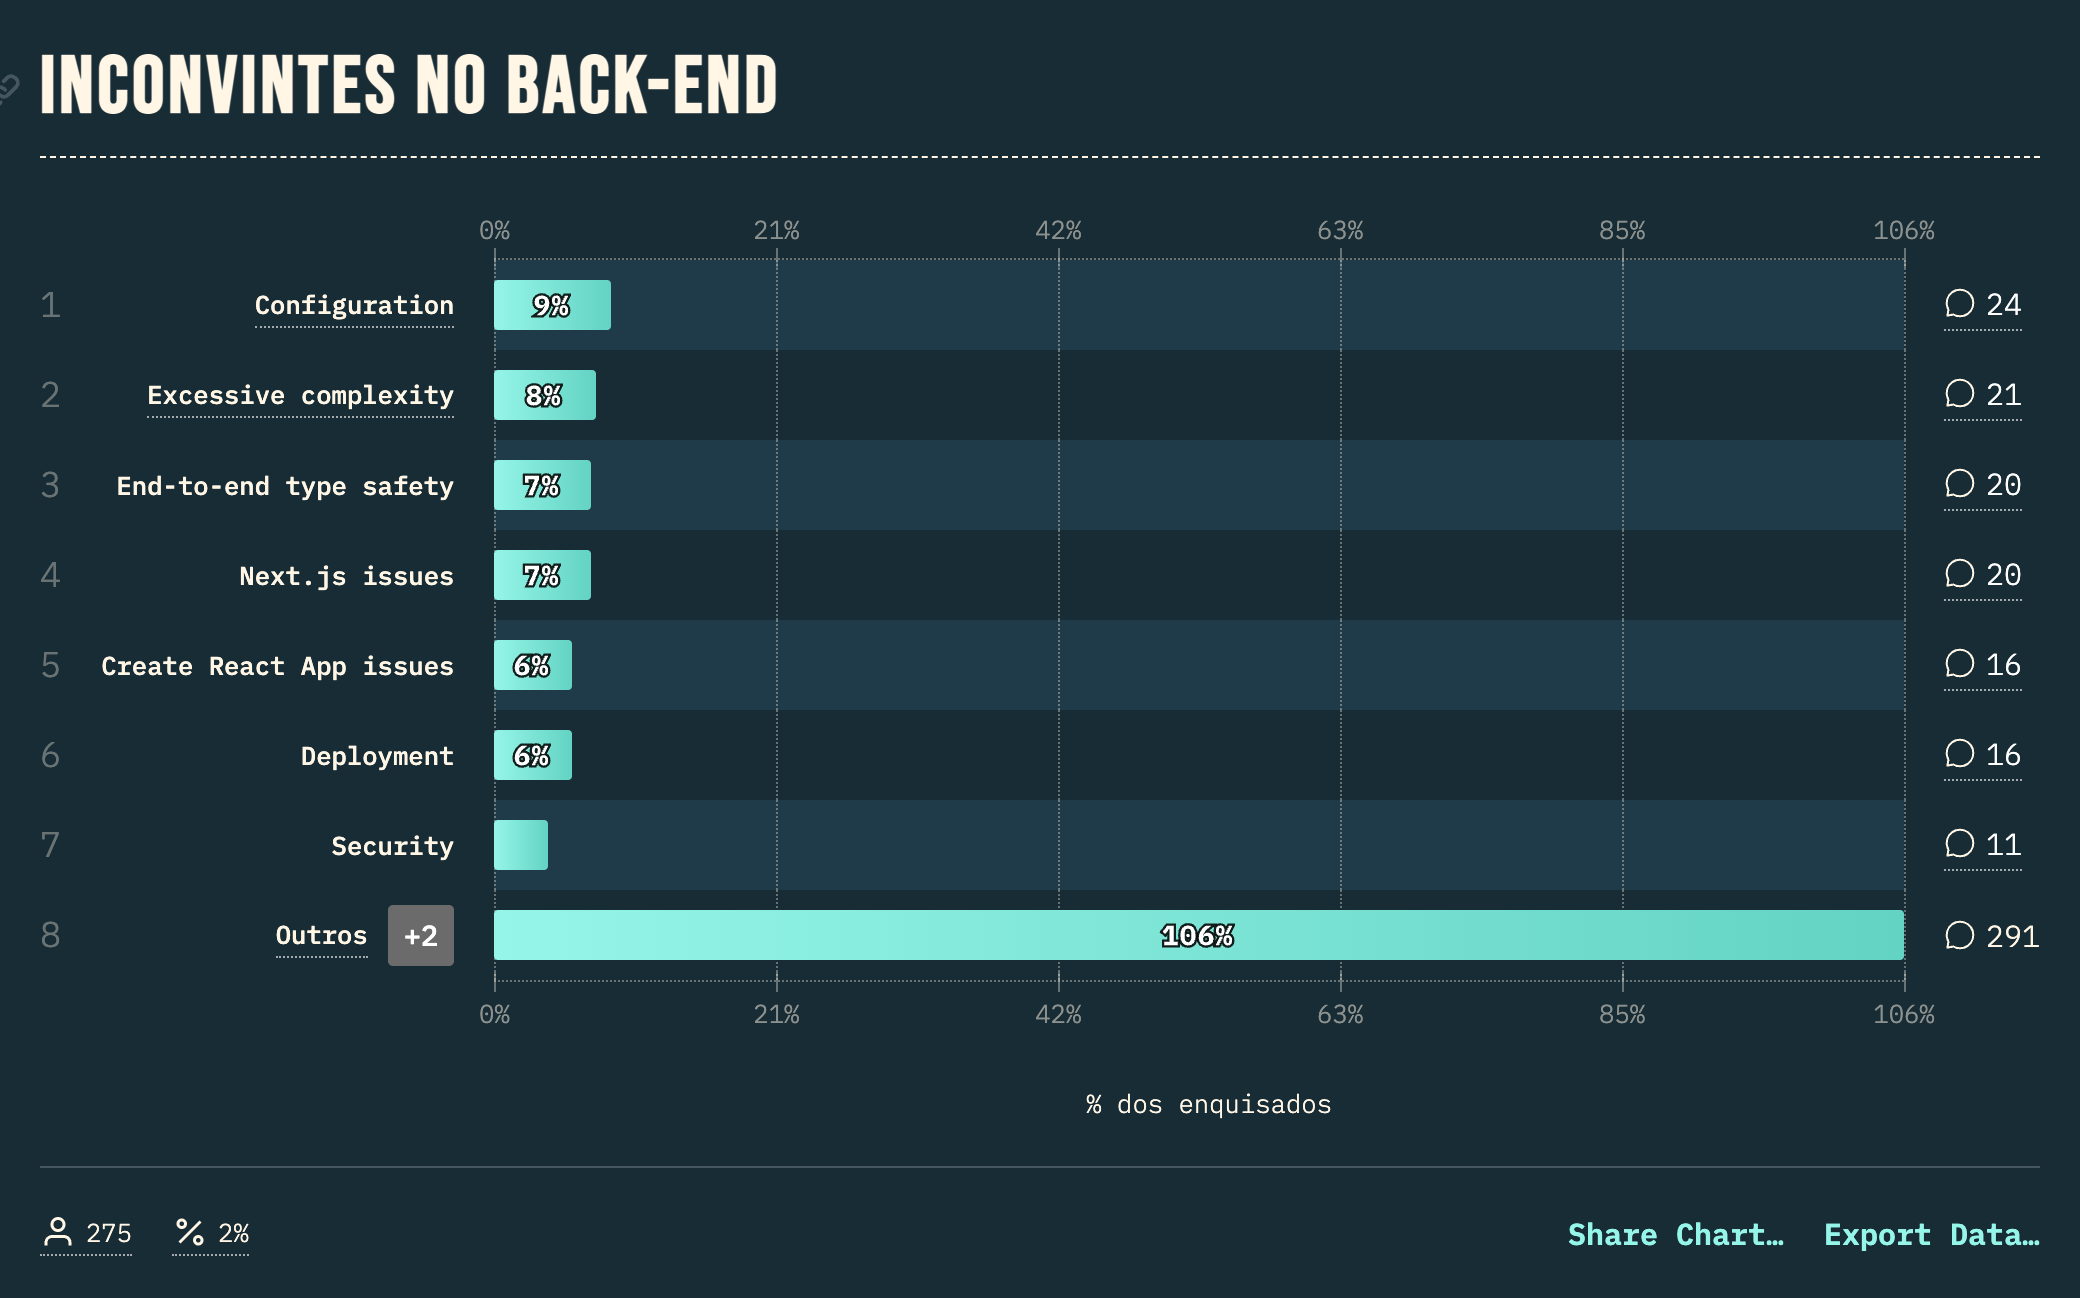 INCONVINTES NO BACK-END
0% 21% 42% 63% 85% 106%
1 Configuration 9% 24
2 Excessive complexity 8% 21
3 End-to-end type safety 7% 20
4 Next.js issues 7% 20
5 Create React App issues 6% 16
6 Deployment 6% 16
7 Security 11
8 Outros +2 106% 291
0% 21% 42% 63% 85% 106%
% dos enquisados
275 2% Share Chart… Export Data…